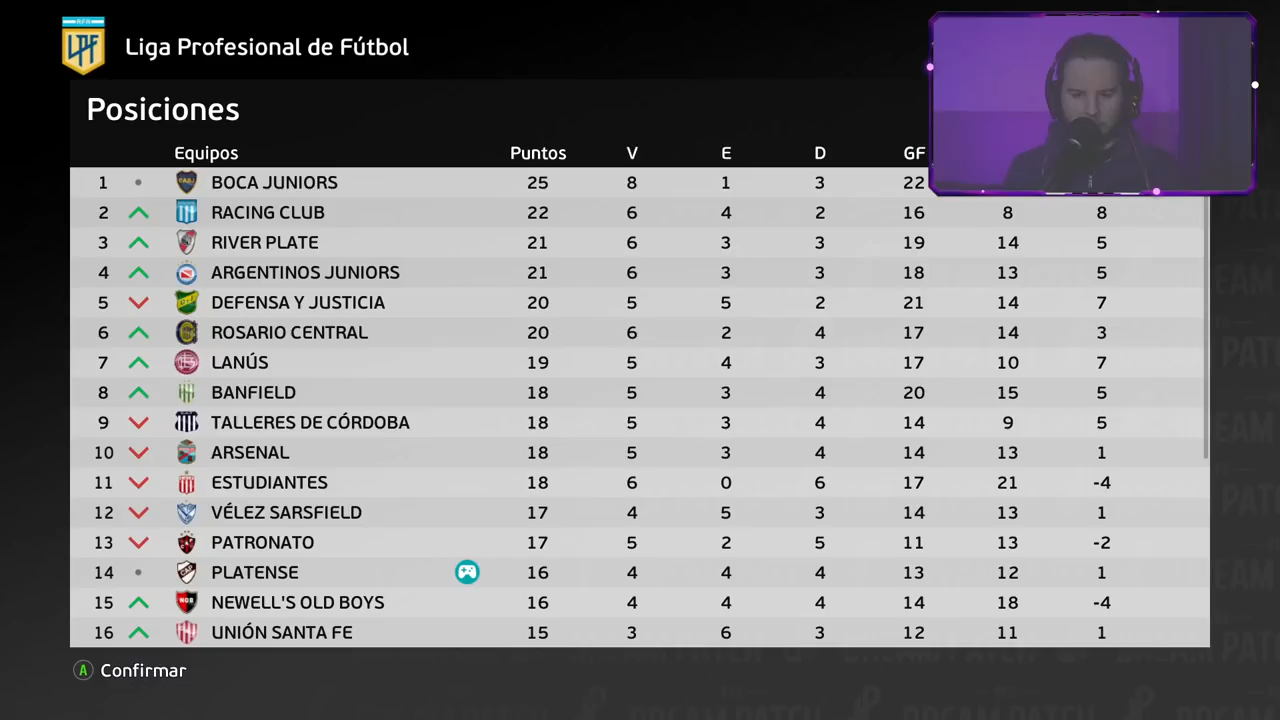 RFN
LPF
Liga Profesional de Fútbol
Posiciones
Equipos Puntos V E D GF
1 BOCA JUNIORS 25 8 1 3 22
2 RACING CLUB 22 6 4 2 16 8 8
3 RIVER PLATE 21 6 3 3 19 14 5
4 ARGENTINOS JUNIORS 21 6 3 3 18 13 5
5 DEFENSA Y JUSTICIA 20 5 5 2 21 14 7
6 ROSARIO CENTRAL 20 6 2 4 17 14 3
7 LANÚS 19 5 4 3 17 10 7
8 BANFIELD 18 5 3 4 20 15 5
9 TALLERES DE CÓRDOBA 18 5 3 4 14 9 5
10 ARSENAL 18 5 3 4 14 13 1
11 ESTUDIANTES 18 6 0 6 17 21 -4
12 VÉLEZ SARSFIELD 17 4 5 3 14 13 1
13 PATRONATO 17 5 2 5 11 13 -2
14 PLATENSE 16 4 4 4 13 12 1
15 NEWELL'S OLD BOYS 16 4 4 4 14 18 -4
16 UNIÓN SANTA FE 15 3 6 3 12 11 1
A Confirmar